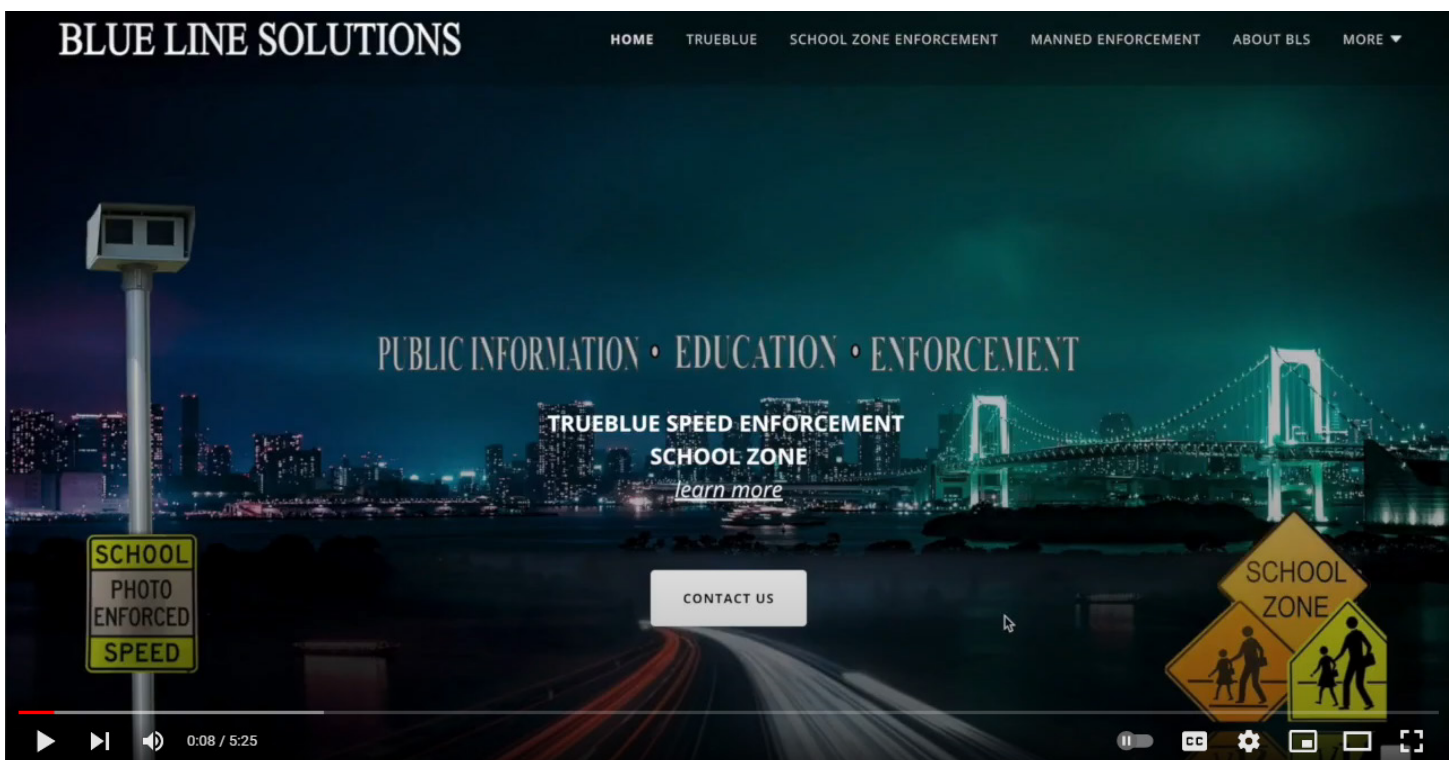 BLUE LINE SOLUTIONS
HOME TRUEBLUE SCHOOL ZONE ENFORCEMENT MANNED ENFORCEMENT ABOUT BLS MORE
PUBLIC INFORMATION • EDUCATION • ENFORCEMENT
TRUEBLUE SPEED ENFORCEMENT
SCHOOL ZONE
learn more
CONTACT US
SCHOOL
PHOTO
ENFORCED
SPEED
SCHOOL
ZONE
0:08 / 5:25
CC